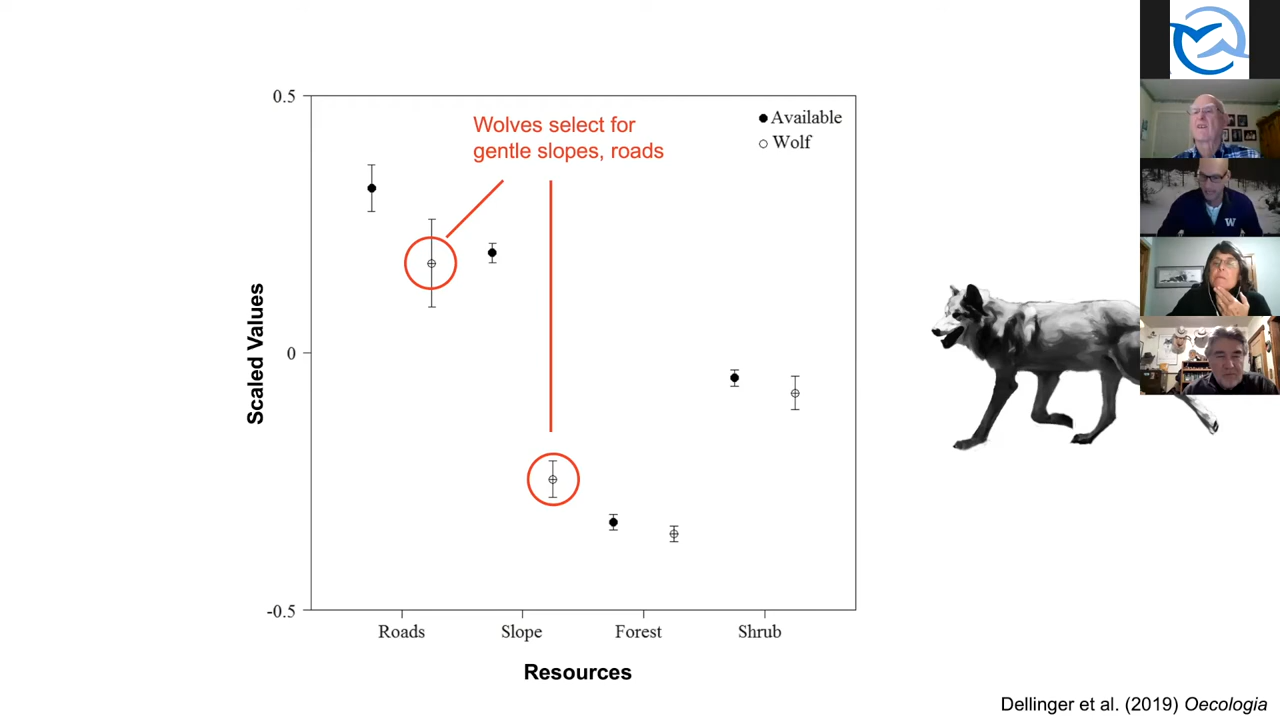 0.5
Wolves select for
gentle slopes, roads
Available
Wolf
Scaled Values
0
-0.5
Roads
Slope
Forest
Shrub
Resources
Dellinger et al. (2019) Oecologia
W